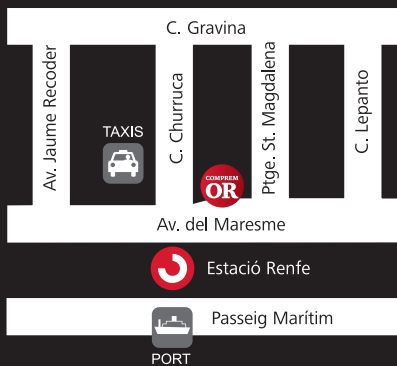 C. Gravina
Av. Jaume Recoder
TAXIS
C. Churruca
Ptge. St. Magdalena
C. Lepanto
COMPREM
OR
Av. del Maresme
Estació Renfe
Passeig Marítim
PORT